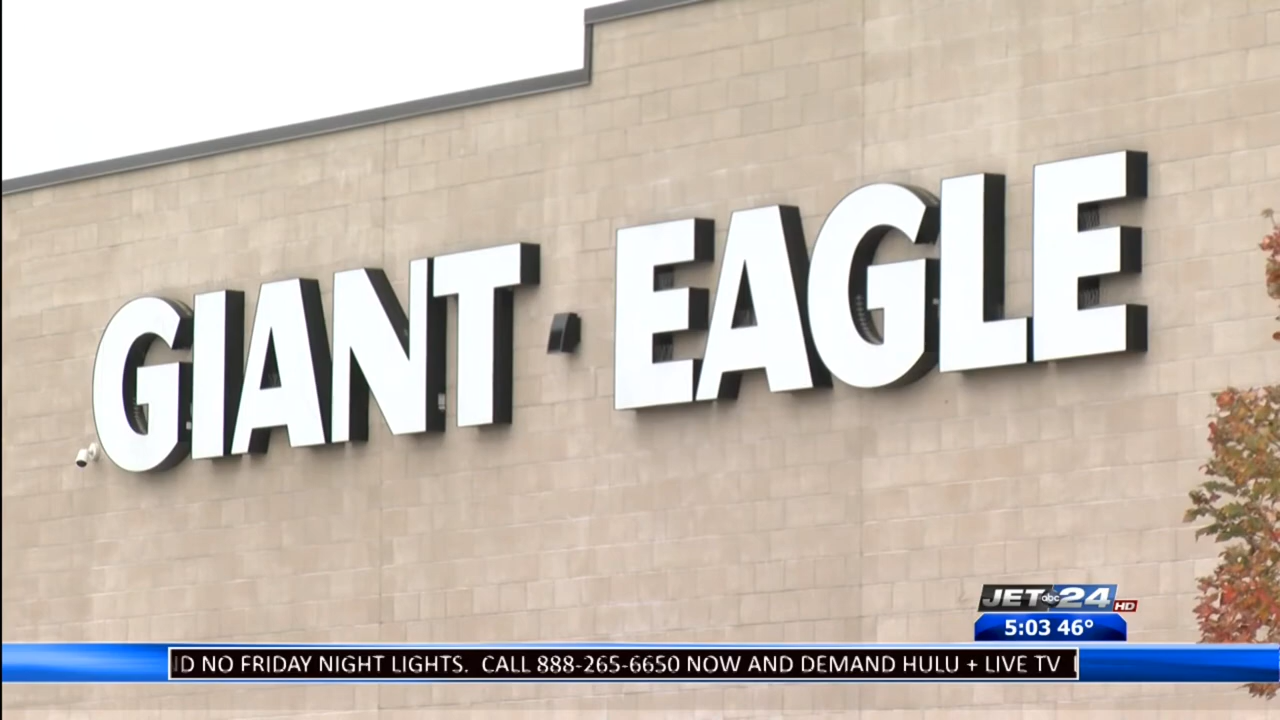 GIANT EAGLE
JET abc 24 HD
5:03 46°
D NO FRIDAY NIGHT LIGHTS. CALL 888-265-6650 NOW AND DEMAND HULU + LIVE TV